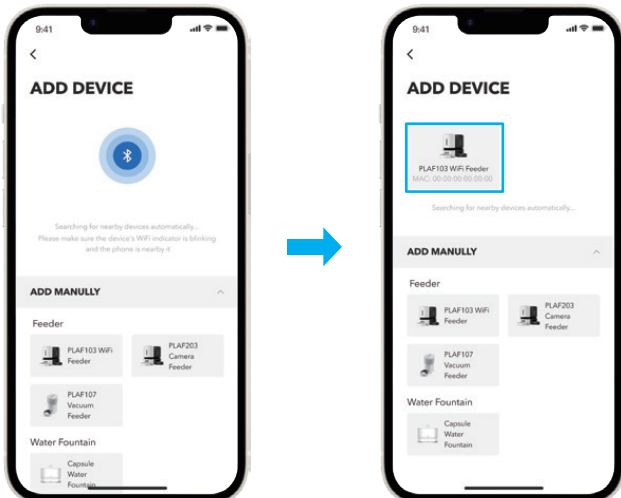 9:41
ADD DEVICE
Searching for nearby devices automatically...
Please make sure the device's WiFi indicator is blinking
and the phone is nearby it
ADD MANULLY
Feeder
PLAF103 WiFi
Feeder
PLAF203
Camera
Feeder
PLAF107
Vacuum
Feeder
Water Fountain
Capsule
Water
Fountain
9:41
ADD DEVICE
PLAF103 WiFi Feeder
MAC: 00:00:00:00:00:00
Searching for nearby devices automatically...
ADD MANULLY
Feeder
PLAF103 WiFi
Feeder
PLAF203
Camera
Feeder
PLAF107
Vacuum
Feeder
Water Fountain
Capsule
Water
Fountain